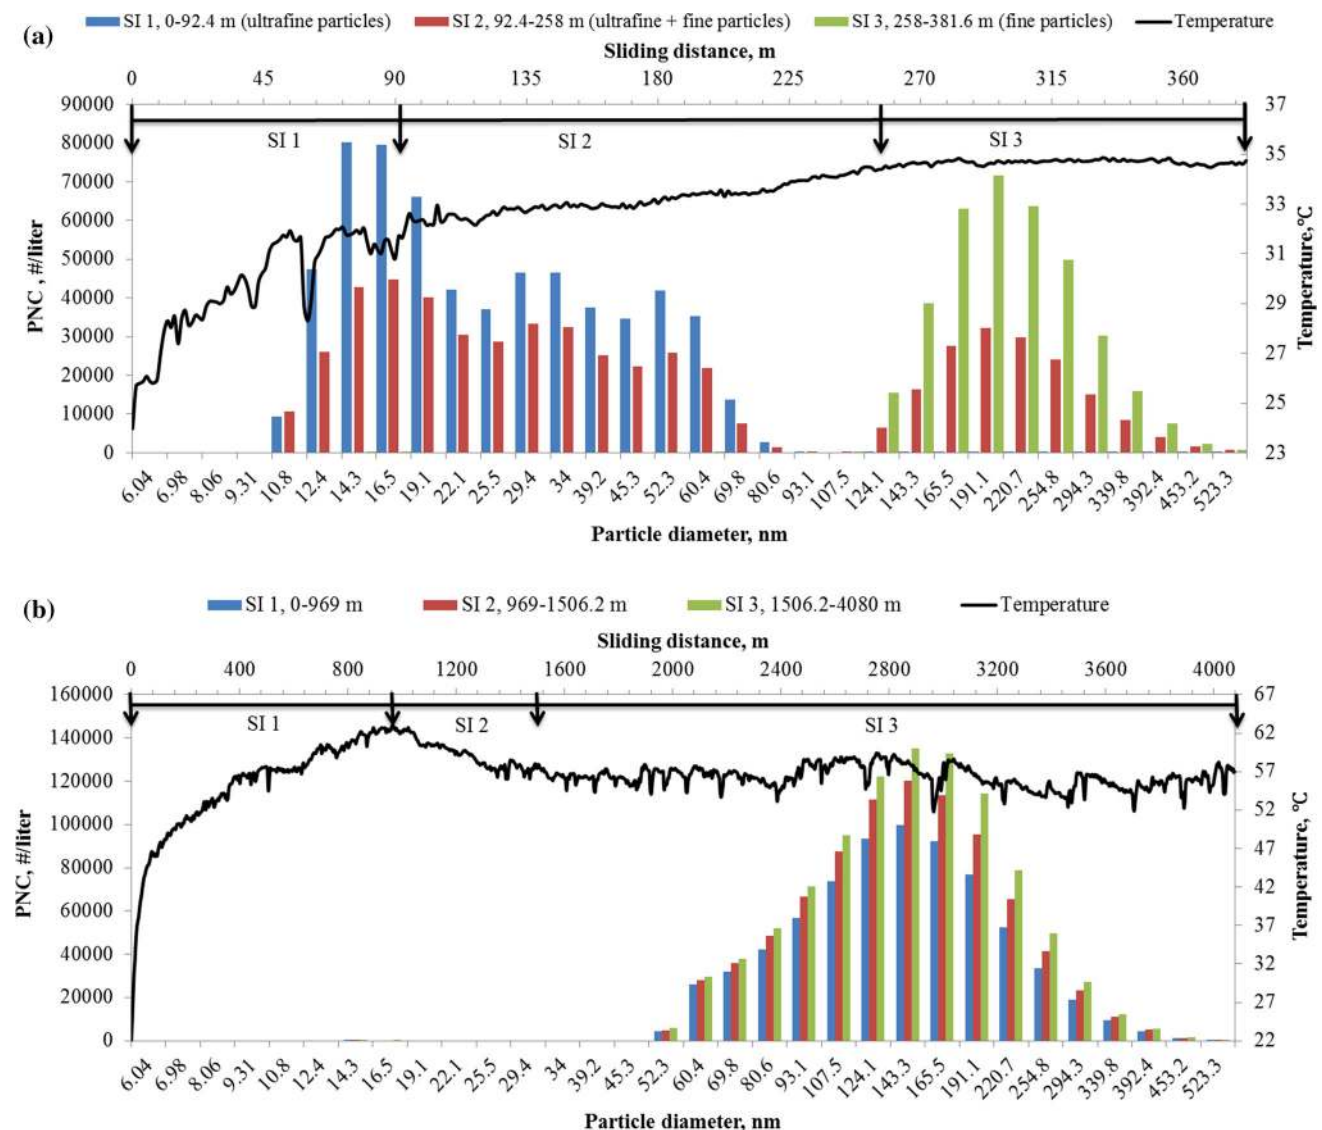 (a)
SI 1, 0-92.4 m (ultrafine particles) SI 2, 92.4-258 m (ultrafine + fine particles) SI 3, 258-381.6 m (fine particles) Temperature
Sliding distance, m
0 45 90 135 180 225 270 315 360
SI 1 SI 2 SI 3
PNC , #/liter
90000
80000
70000
60000
50000
40000
30000
20000
10000
0
Temperature,°C
37
35
33
31
29
27
25
23
6.04 6.98 8.06 9.31 10.8 12.4 14.3 16.5 19.1 22.1 25.5 29.4 34 39.2 45.3 52.3 60.4 69.8 80.6 93.1 107.5 124.1 143.3 165.5 191.1 220.7 254.8 294.3 339.8 392.4 453.2 523.3
Particle diameter, nm
(b)
SI 1, 0-969 m SI 2, 969-1506.2 m SI 3, 1506.2-4080 m Temperature
Sliding distance, m
0 400 800 1200 1600 2000 2400 2800 3200 3600 4000
SI 1 SI 2 SI 3
PNC, #/liter
160000
140000
120000
100000
80000
60000
40000
20000
0
Temperature, °C
67
62
57
52
47
42
37
32
27
22
6.04 6.98 8.06 9.31 10.8 12.4 14.3 16.5 19.1 22.1 25.5 29.4 34 39.2 45.3 52.3 60.4 69.8 80.6 93.1 107.5 124.1 143.3 165.5 191.1 220.7 254.8 294.3 339.8 392.4 453.2 523.3
Particle diameter, nm